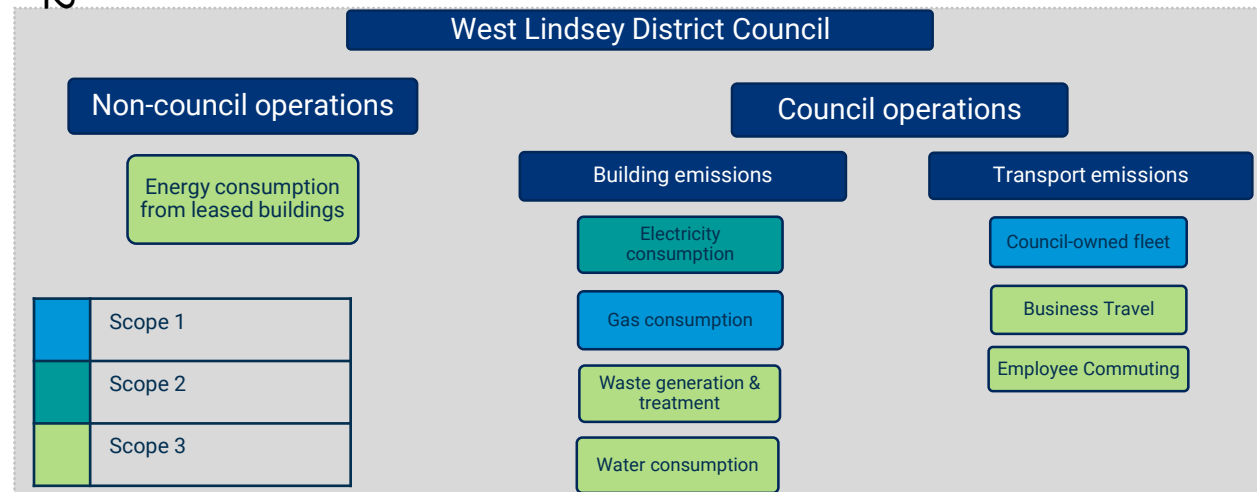 West Lindsey District Council
Non-council operations
Energy consumption
from leased buildings
Scope 1
Scope 2
Scope 3
Council operations
Building emissions
Electricity
consumption
Gas consumption
Waste generation &
treatment
Water consumption
Transport emissions
Council-owned fleet
Business Travel
Employee Commuting